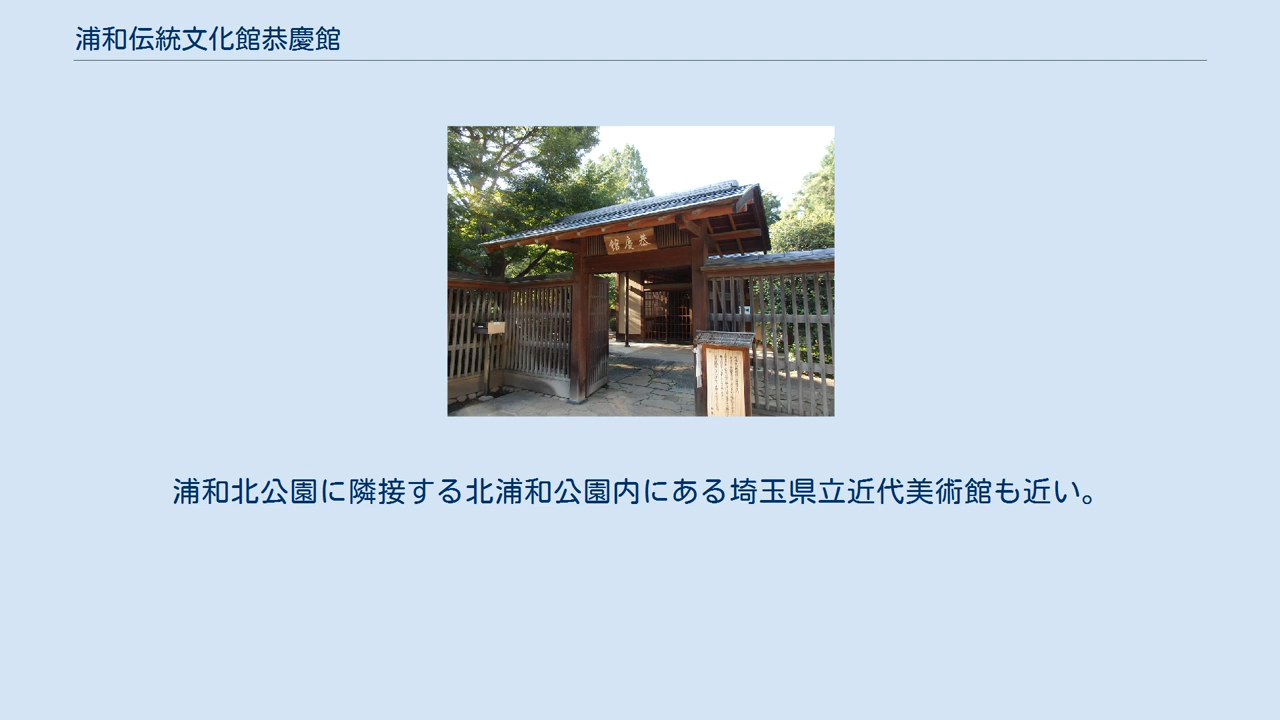 浦和伝統文化館恭慶館
館慶恭
浦和北公園に隣接する北浦和公園内にある埼玉県立近代美術館も近い。